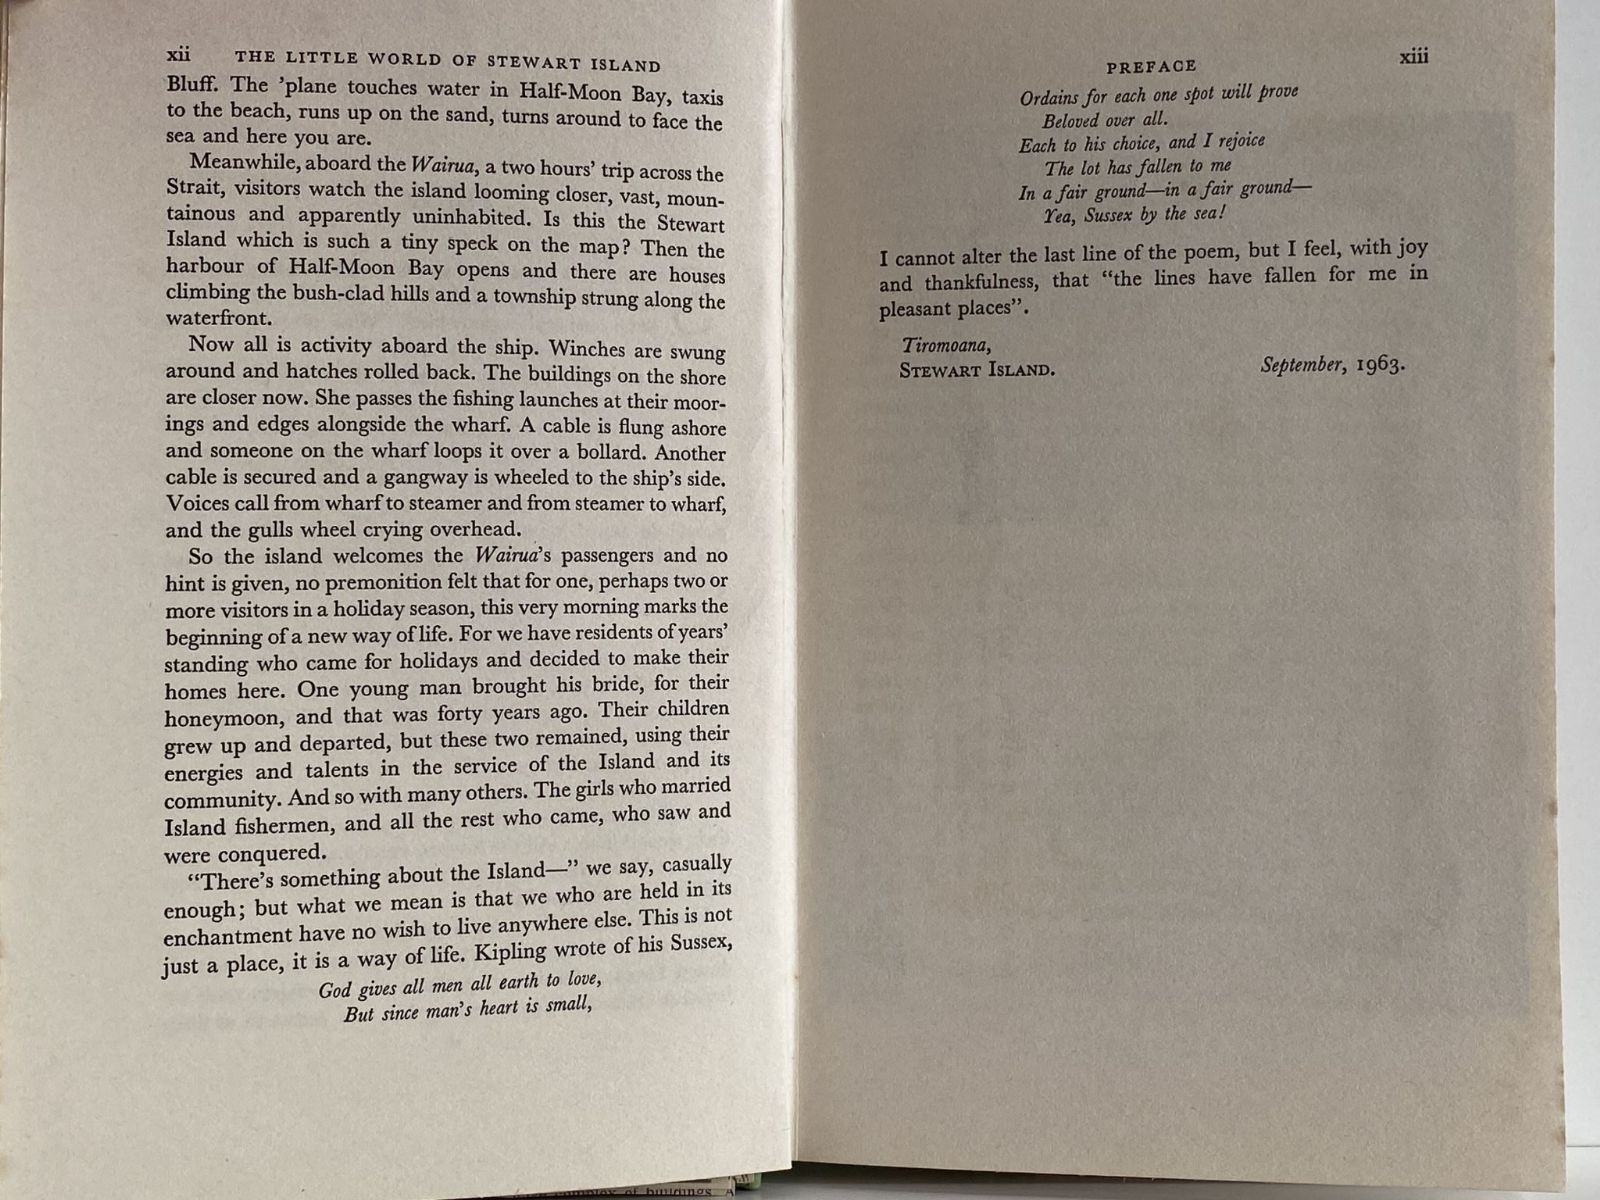 xii THE LITTLE WORLD OF STEWART ISLAND
Bluff. The ’plane touches water in Half-Moon Bay, taxis
to the beach, runs up on the sand, turns around to face the
sea and here you are.
Meanwhile, aboard the Wairua, a two hours’ trip across the
Strait, visitors watch the island looming closer, vast, moun-
tainous and apparently uninhabited. Is this the Stewart
Island which is such a tiny speck on the map? Then the
harbour of Half-Moon Bay opens and there are houses
climbing the bush-clad hills and a township strung along the
waterfront.
Now all is activity aboard the ship. Winches are swung
around and hatches rolled back. The buildings on the shore
are closer now. She passes the fishing launches at their moor-
ings and edges alongside the wharf. A cable is flung ashore
and someone on the wharf loops it over a bollard. Another
cable is secured and a gangway is wheeled to the ship’s side.
Voices call from wharf to steamer and from steamer to wharf,
and the gulls wheel crying overhead.
So the island welcomes the Wairua’s passengers and no
hint is given, no premonition felt that for one, perhaps two or
more visitors in a holiday season, this very morning marks the
beginning of a new way of life. For we have residents of years’
standing who came for holidays and decided to make their
homes here. One young man brought his bride, for their
honeymoon, and that was forty years ago. Their children
grew up and departed, but these two remained, using their
energies and talents in the service of the Island and its
community. And so with many others. The girls who married
Island fishermen, and all the rest who came, who saw and
were conquered.
“There’s something about the Island—” we say, casually
enough; but what we mean is that we who are held in its
enchantment have no wish to live anywhere else. This is not
just a place, it is a way of life. Kipling wrote of his Sussex,
God gives all men all earth to love,
But since man’s heart is small,
PREFACE xiii
Ordains for each one spot will prove
Beloved over all.
Each to his choice, and I rejoice
The lot has fallen to me
In a fair ground—in a fair ground—
Yea, Sussex by the sea!
I cannot alter the last line of the poem, but I feel, with joy
and thankfulness, that “the lines have fallen for me in
pleasant places”.
Tiromoana,
STEWART ISLAND. September, 1963.
of buildings. A